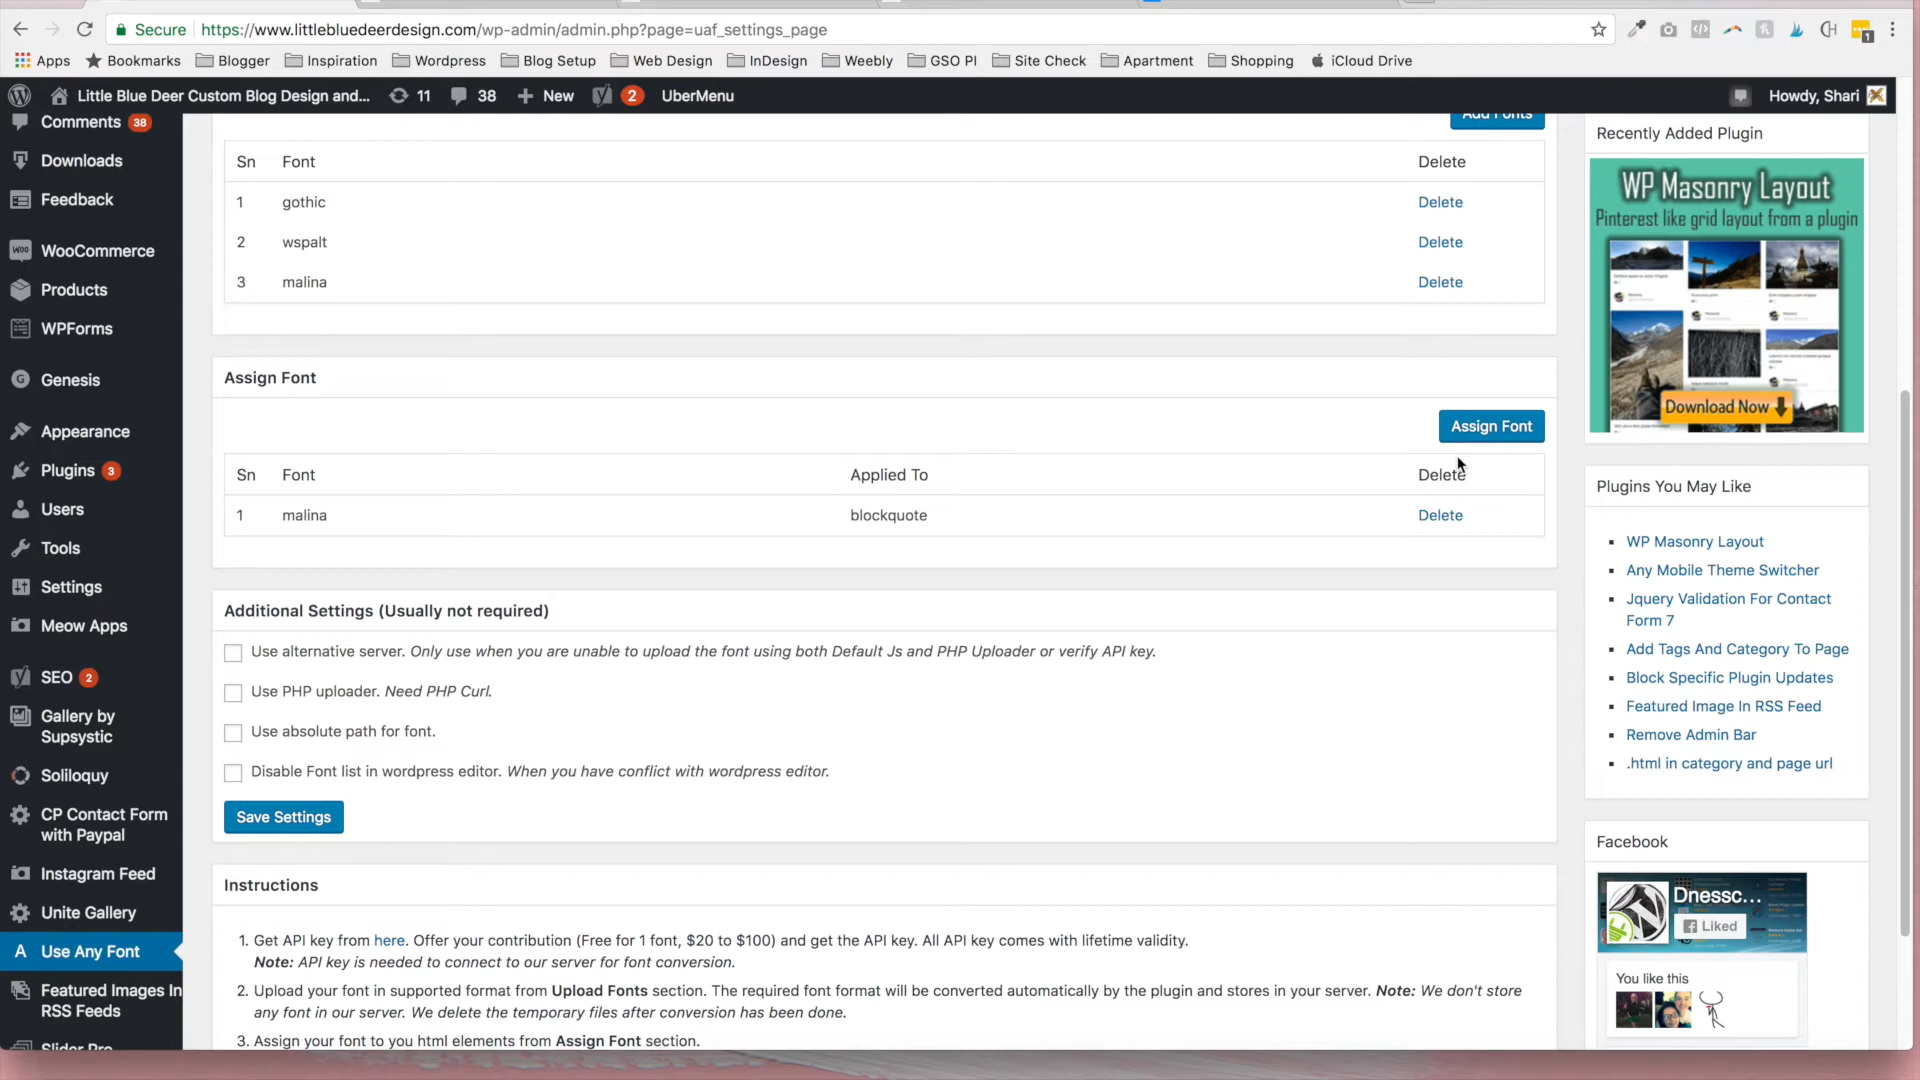 Secure
https://www.littlebluedeerdesign.com/wp-admin/admin.php?page=uaf_settings_page
1
Apps
Bookmarks
Blogger
Inspiration
Wordpress
Blog Setup
Web Design
InDesign
Weebly
GSO PI
Site Check
Apartment
Shopping
iCloud Drive
Little Blue Deer Custom Blog Design and...
11
38
New
2
UberMenu
Howdy, Shari
Comments 38
Downloads
Feedback
WooCommerce
Products
WPForms
Genesis
Appearance
Plugins 3
Users
Tools
Settings
Meow Apps
SEO 2
Gallery by
Supsystic
Soliloquy
CP Contact Form
with Paypal
Instagram Feed
Unite Gallery
A Use Any Font
Featured Images In
RSS Feeds
Slider Pro
Add Fonts
Sn Font Delete
1 gothic Delete
2 wspalt Delete
3 malina Delete
Assign Font
Assign Font
Sn Font Applied To Delete
1 malina blockquote Delete
Additional Settings (Usually not required)
Use alternative server. Only use when you are unable to upload the font using both Default Js and PHP Uploader or verify API key.
Use PHP uploader. Need PHP Curl.
Use absolute path for font.
Disable Font list in wordpress editor. When you have conflict with wordpress editor.
Save Settings
Instructions
1. Get API key from here. Offer your contribution (Free for 1 font, $20 to $100) and get the API key. All API key comes with lifetime validity.
Note: API key is needed to connect to our server for font conversion.
2. Upload your font in supported format from Upload Fonts section. The required font format will be converted automatically by the plugin and stores in your server. Note: We don't store
any font in our server. We delete the temporary files after conversion has been done.
3. Assign your font to you html elements from Assign Font section.
Recently Added Plugin
WP Masonry Layout
Pinterest like grid layout from a plugin
Download Now
Plugins You May Like
WP Masonry Layout
Any Mobile Theme Switcher
Jquery Validation For Contact
Form 7
Add Tags And Category To Page
Block Specific Plugin Updates
Featured Image In RSS Feed
Remove Admin Bar
.html in category and page url
Facebook
Dnessc...
Liked
You like this